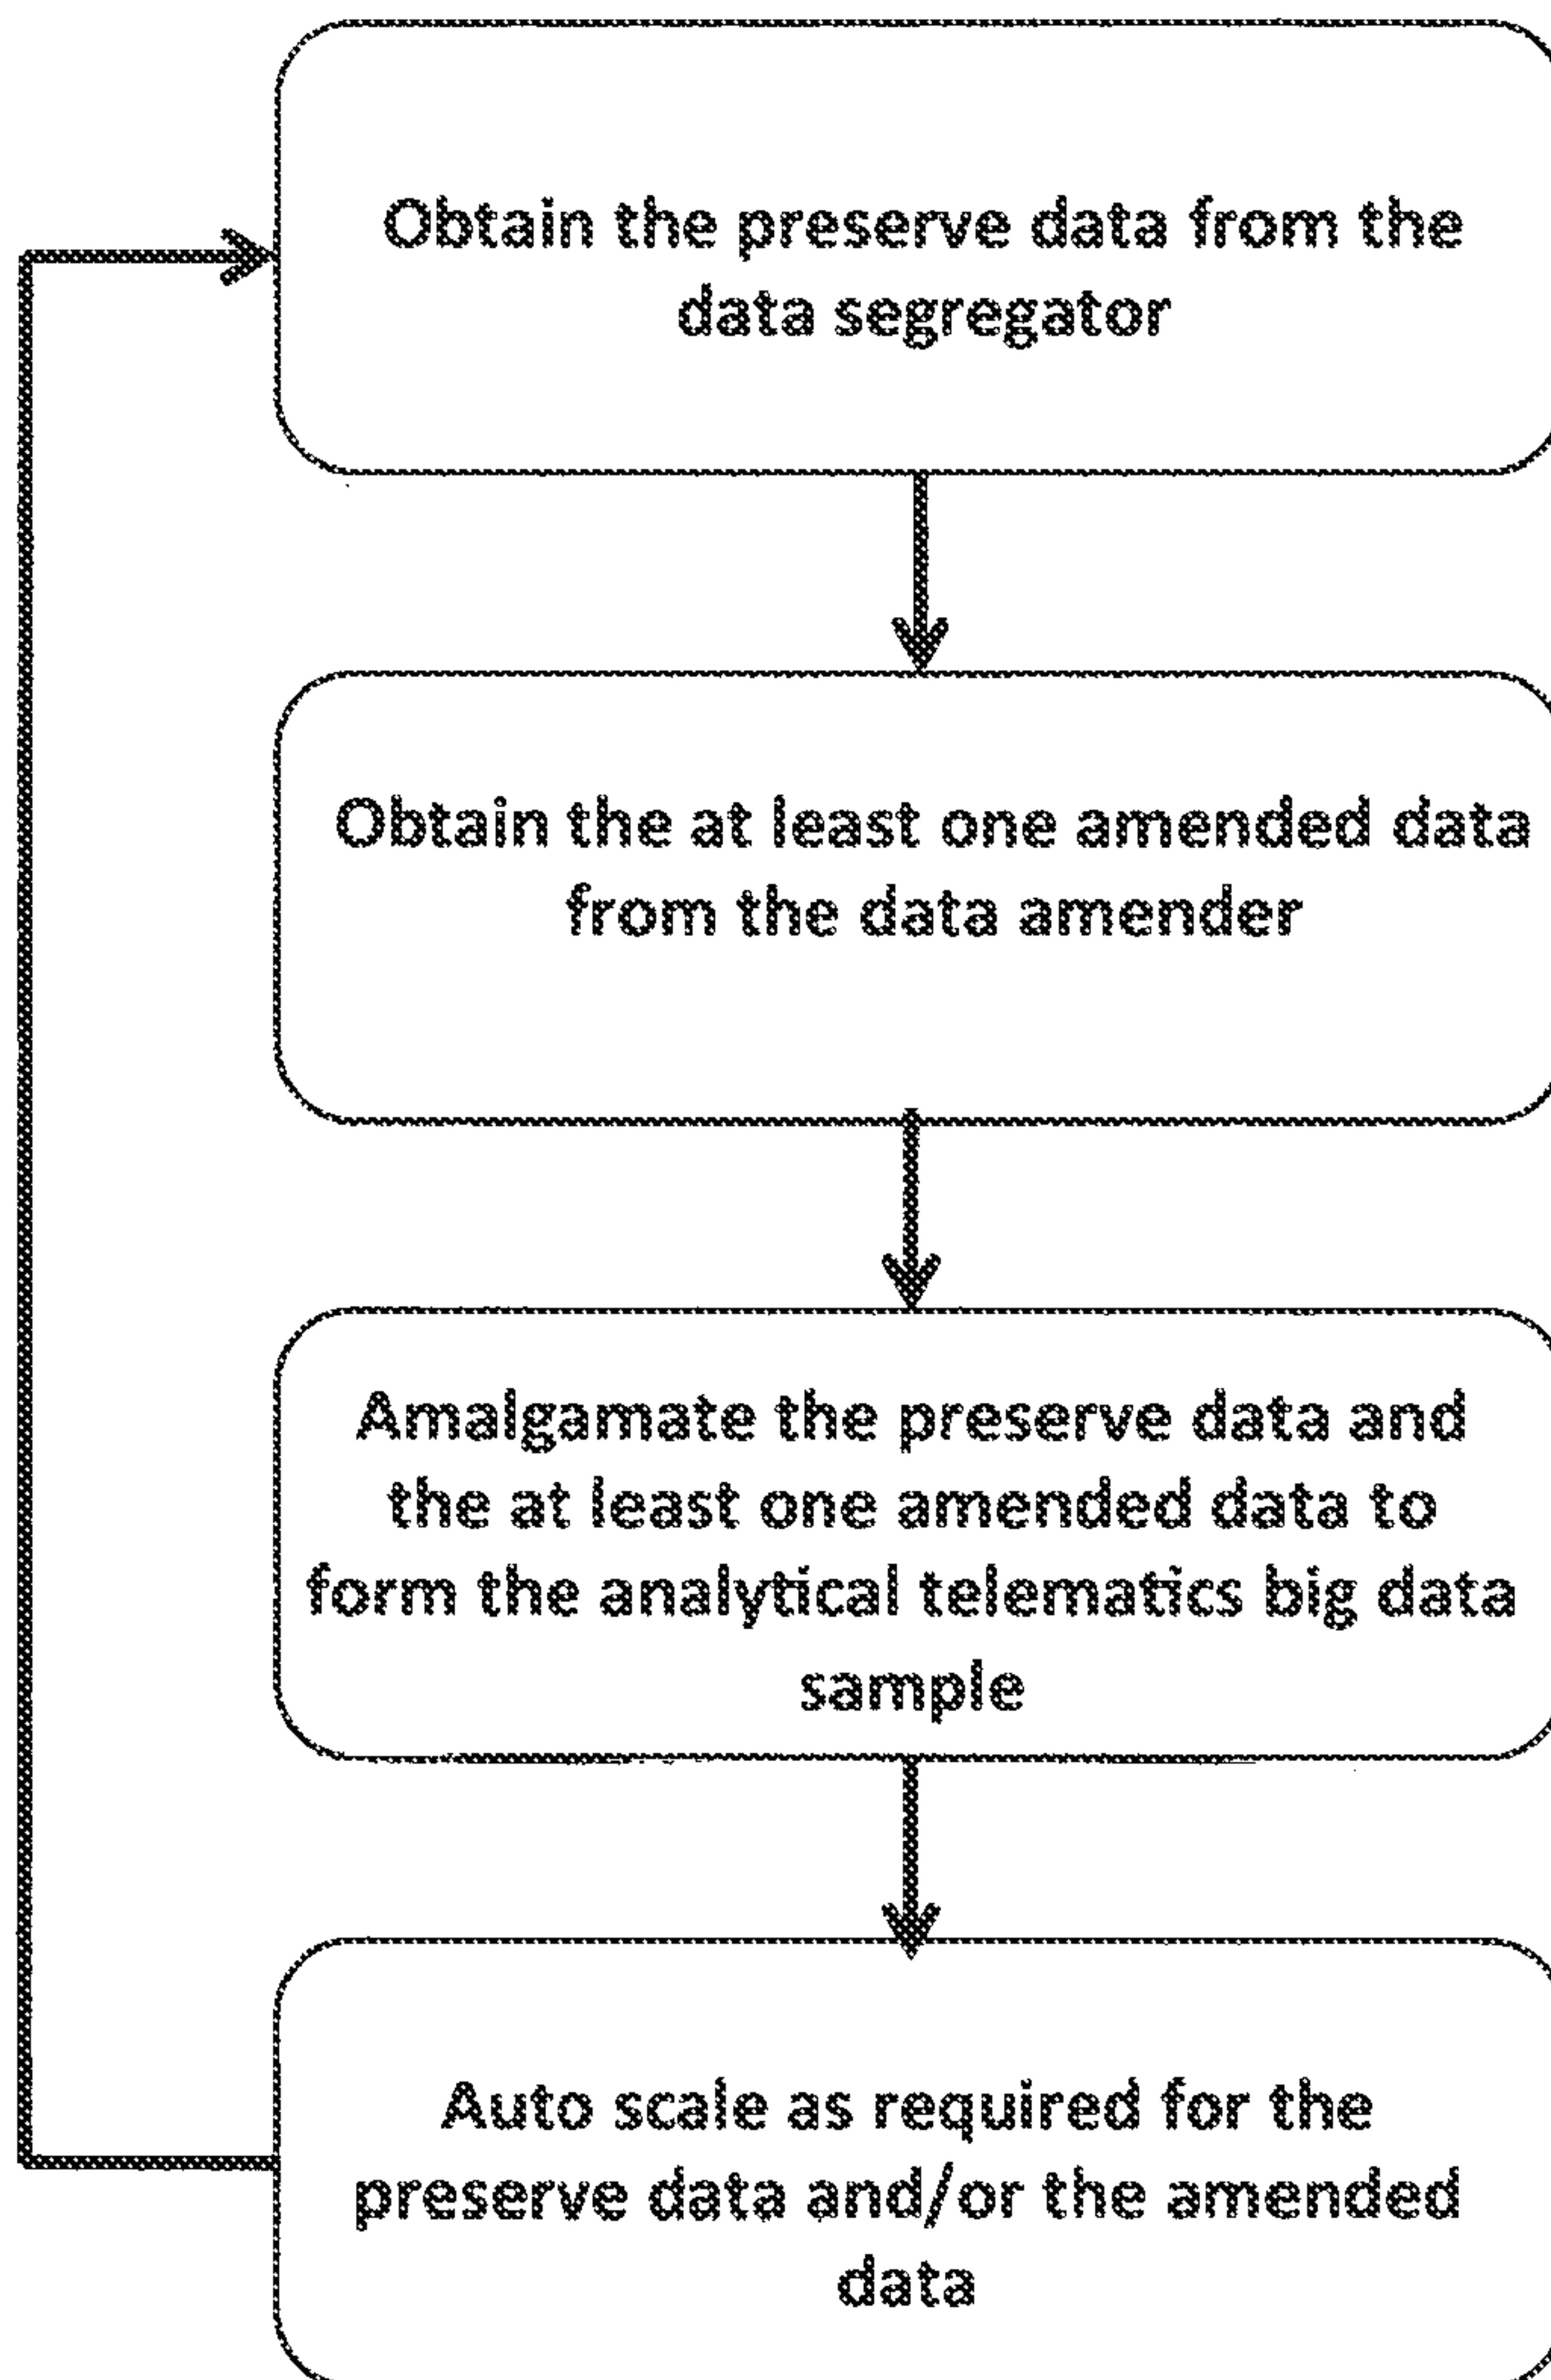 Obtain the preserve data from the
data segregator
Obtain the at least one amended data
from the data amender
Amalgamate the preserve data and
the at least one amended data to
form the analytical telematics big data
sample
Auto scale as required for the
preserve data and/or the amended
data